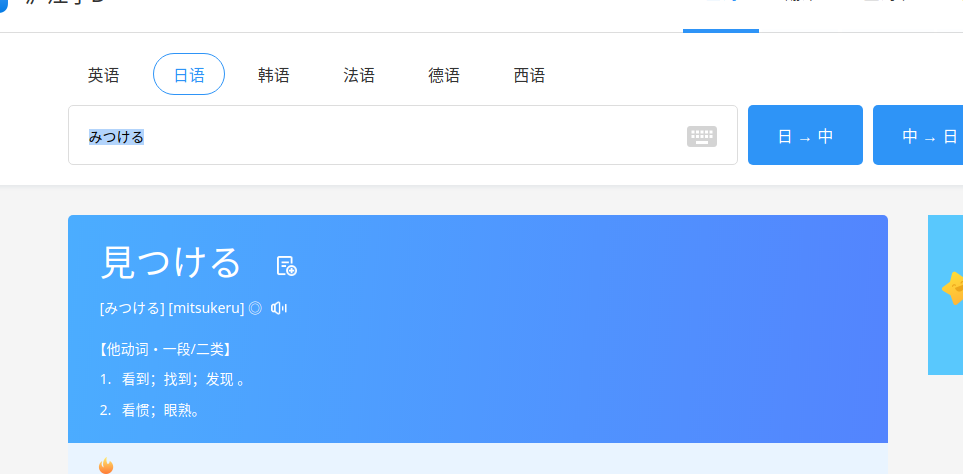 英语 日语 韩语 法语 德语 西语
みつける
日 → 中 中 → 日
見つける
[みつける] [mitsukeru] ◎
【他动词・一段/二类】
1. 看到；找到；发现 。
2. 看惯；眼熟。